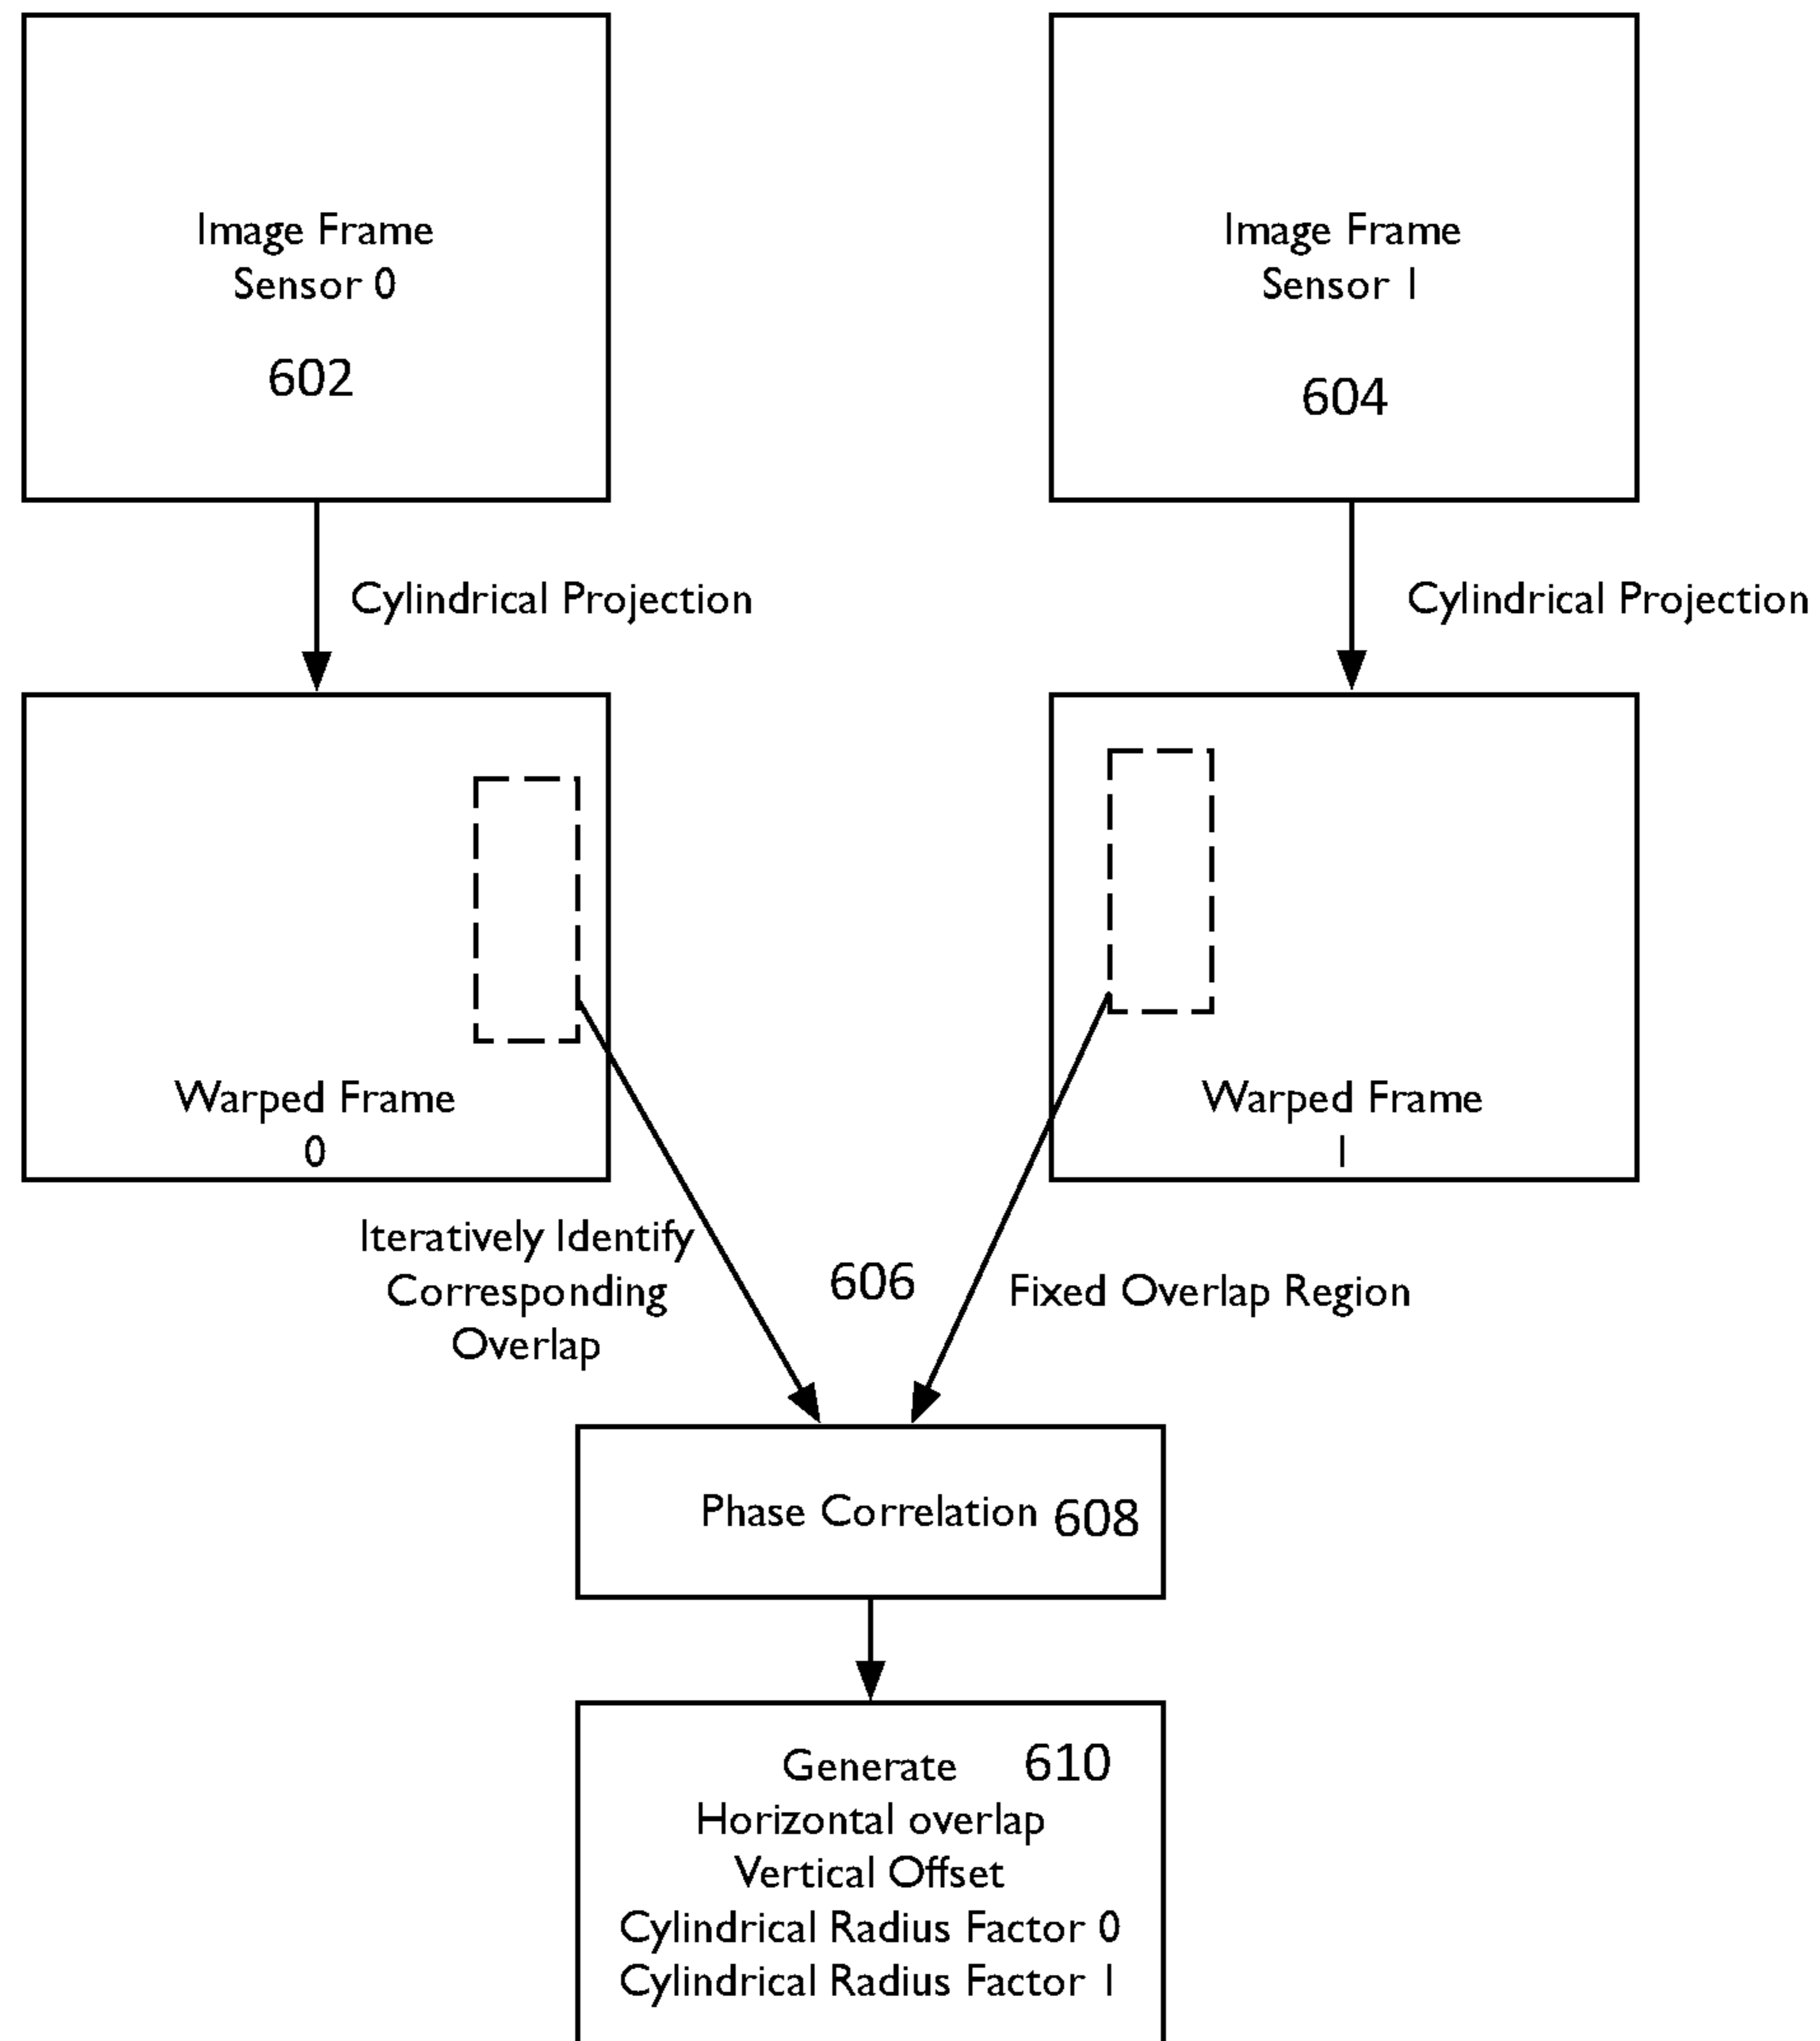 Image Frame
Sensor 0
602
Image Frame
Sensor 1
604
Cylindrical Projection
Cylindrical Projection
Warped Frame
0
Warped Frame
1
Iteratively Identify
Corresponding
Overlap
606
Fixed Overlap Region
Phase Correlation 608
Generate 610
Horizontal overlap
Vertical Offset
Cylindrical Radius Factor 0
Cylindrical Radius Factor 1